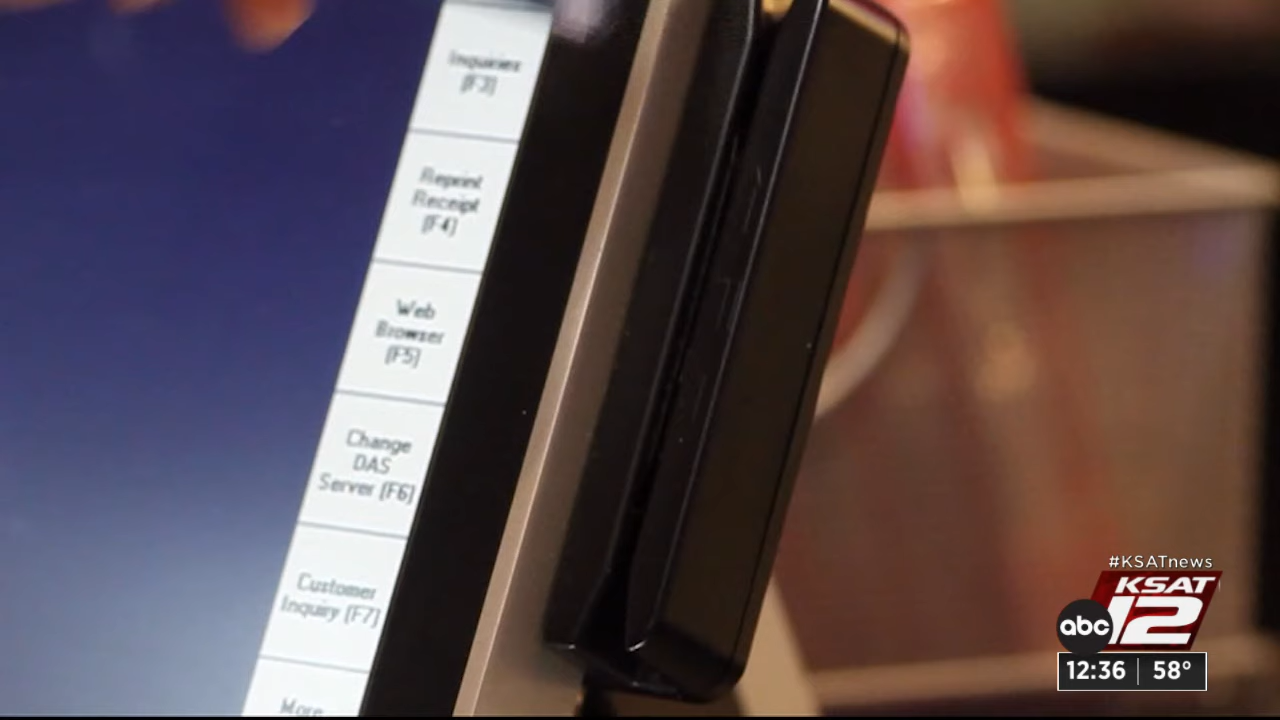 Inquiries
(F3)
Reprint
Receipt
(F4)
Web
Browser
(F5)
Change
DAS
Server (F6)
Customer
Inquiry (F7)
More
#KSATnews
KSAT
abc 12
12:36 58°